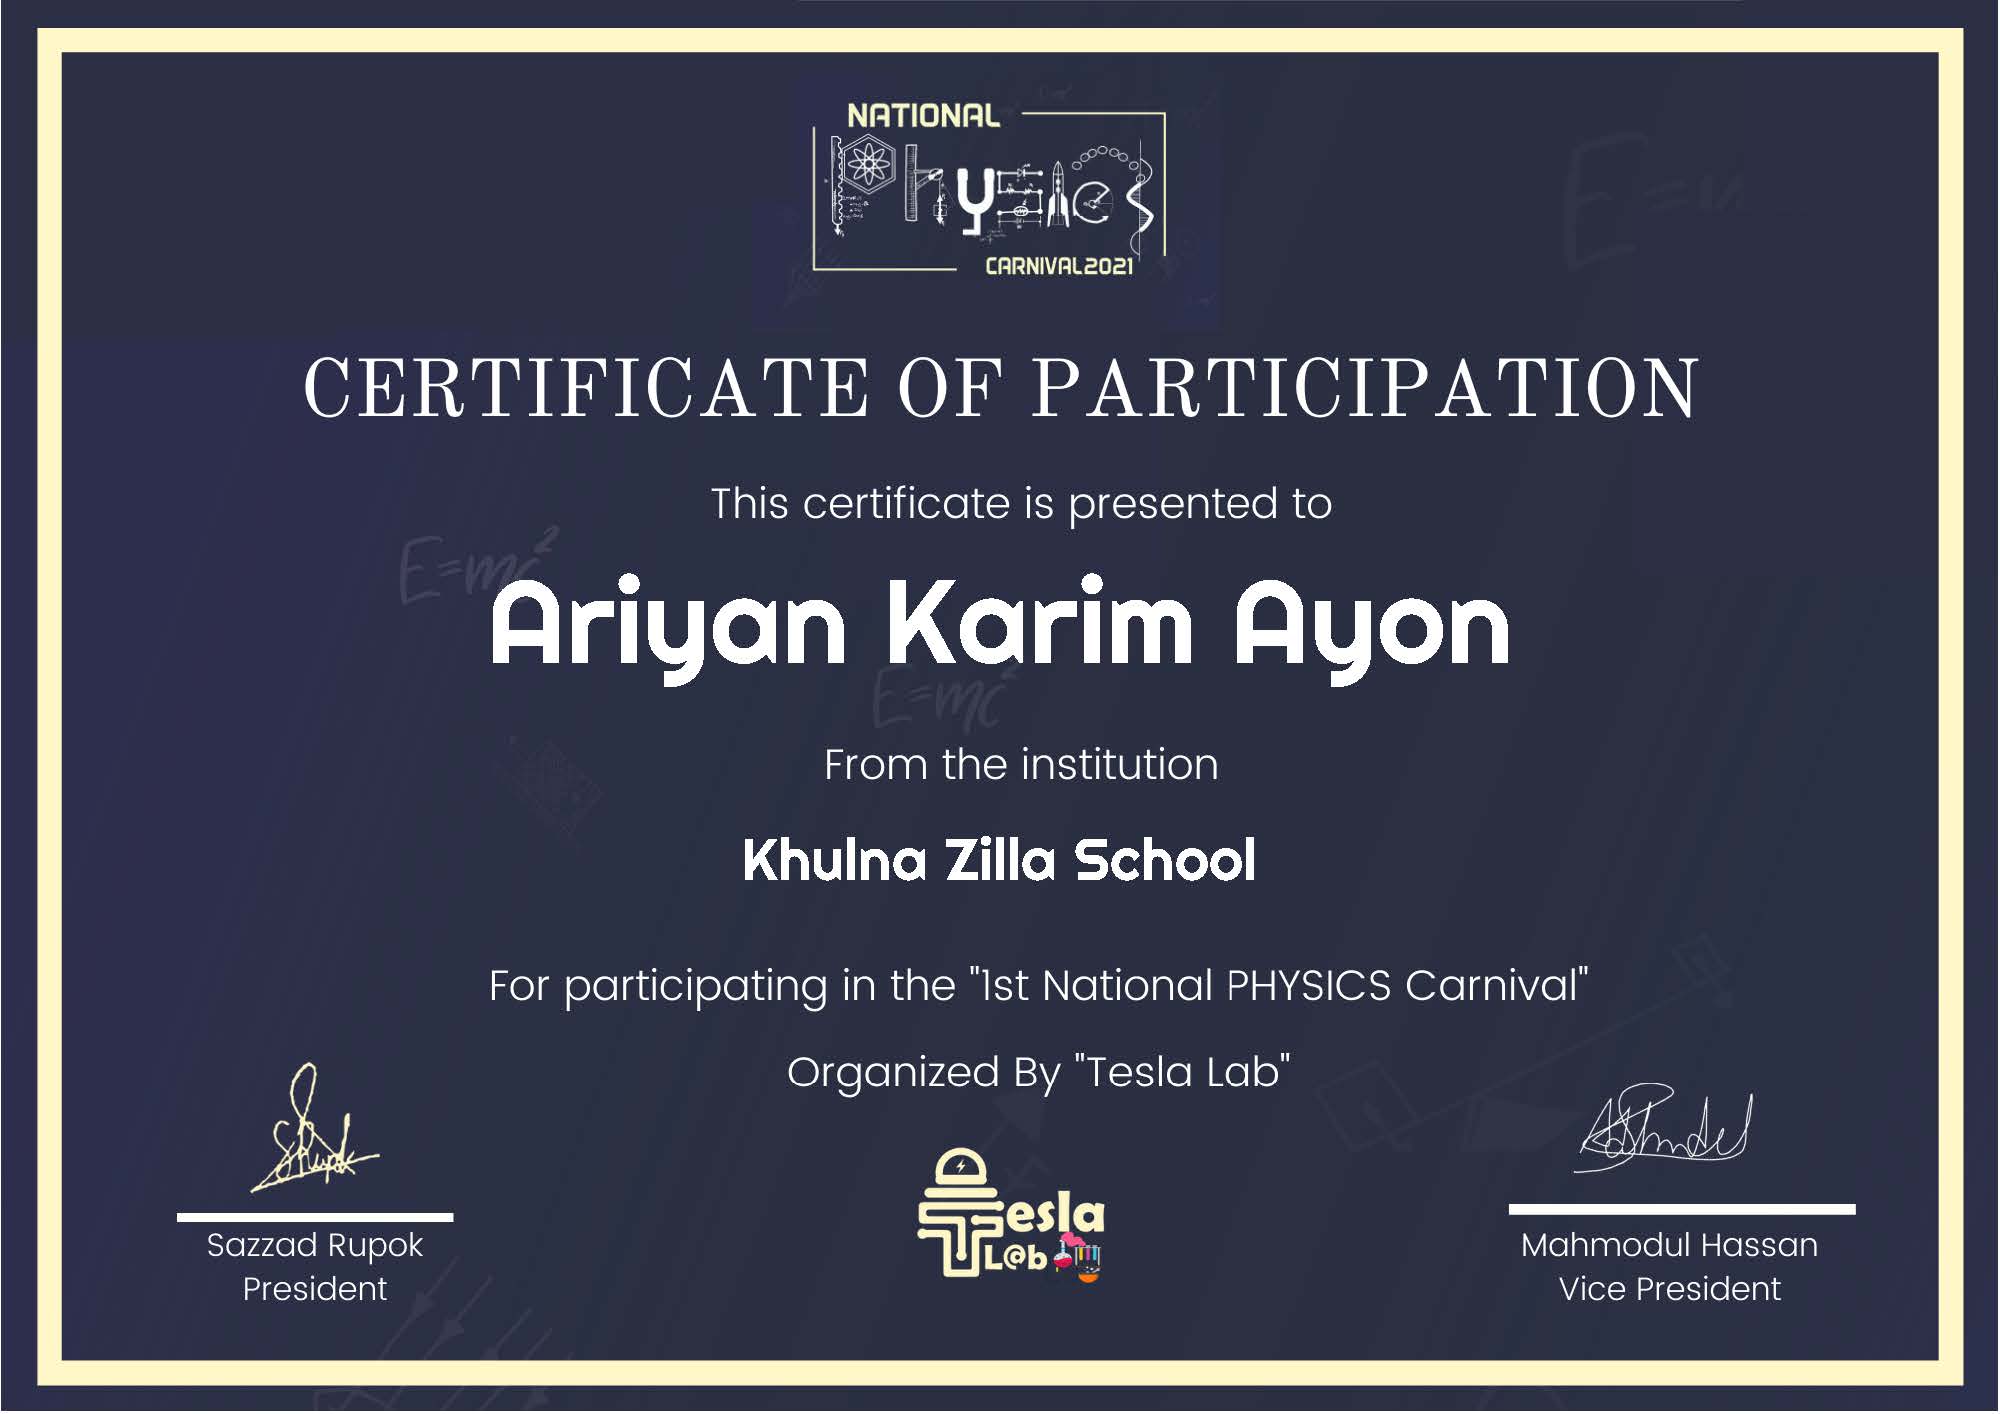 NATIONAL
Physics
CARNIVAL2021
CERTIFICATE OF PARTICIPATION
This certificate is presented to
E=mc²
Ariyan Karim Ayon
E=mc²
From the institution
Khulna Zilla School
For participating in the "1st National PHYSICS Carnival"
Organized By "Tesla Lab"
Tesla
L@b
Sazzad Rupok
President
Mahmodul Hassan
Vice President